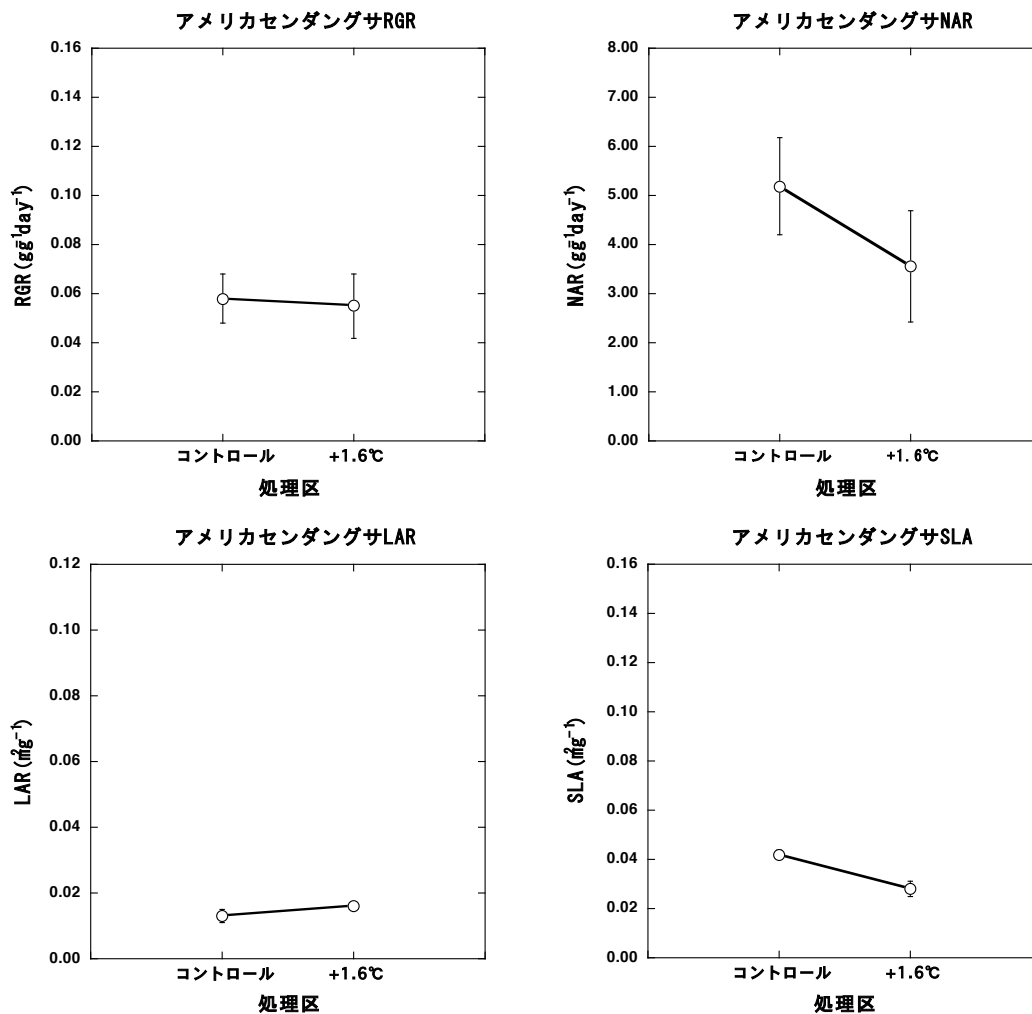 アメリカセンダングサRGR
0.16
0.14
0.12
0.10
0.08
0.06
0.04
0.02
0.00
RGR(gg⁻¹day⁻¹)
コントロール
+1.6℃
処理区
アメリカセンダングサNAR
8.00
7.00
6.00
5.00
4.00
3.00
2.00
1.00
0.00
NAR(gg⁻¹day⁻¹)
コントロール
+1.6℃
処理区
アメリカセンダングサLAR
0.12
0.10
0.08
0.06
0.04
0.02
0.00
LAR(m²g⁻¹)
コントロール
+1.6℃
処理区
アメリカセンダングサSLA
0.16
0.14
0.12
0.10
0.08
0.06
0.04
0.02
0.00
SLA(m²g⁻¹)
コントロール
+1.6℃
処理区